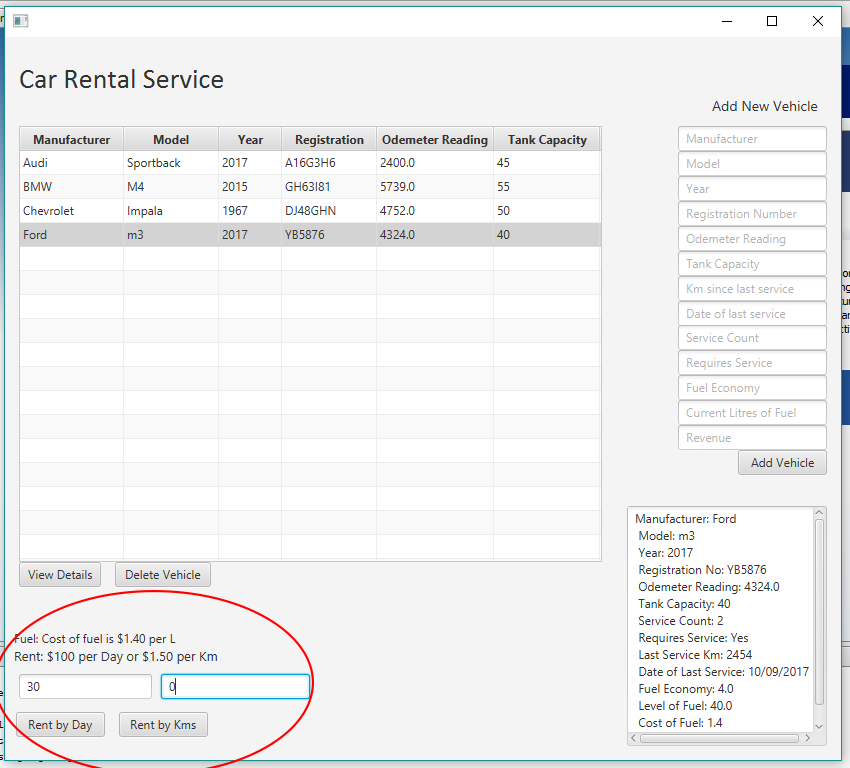 Car Rental Service
Add New Vehicle
Manufacturer Model Year Registration Odemeter Reading Tank Capacity
Audi Sportback 2017 A16G3H6 2400.0 45
BMW M4 2015 GH63I81 5739.0 55
Chevrolet Impala 1967 DJ48GHN 4752.0 50
Ford m3 2017 YB5876 4324.0 40
Manufacturer
Model
Year
Registration Number
Odemeter Reading
Tank Capacity
Km since last service
Date of last service
Service Count
Requires Service
Fuel Economy
Current Litres of Fuel
Revenue
Add Vehicle
View Details Delete Vehicle
Manufacturer: Ford
Model: m3
Year: 2017
Registration No: YB5876
Odemeter Reading: 4324.0
Tank Capacity: 40
Service Count: 2
Requires Service: Yes
Last Service Km: 2454
Date of Last Service: 10/09/2017
Fuel Economy: 4.0
Level of Fuel: 40.0
Cost of Fuel: 1.4
Fuel: Cost of fuel is $1.40 per L
Rent: $100 per Day or $1.50 per Km
30 0
Rent by Day Rent by Kms